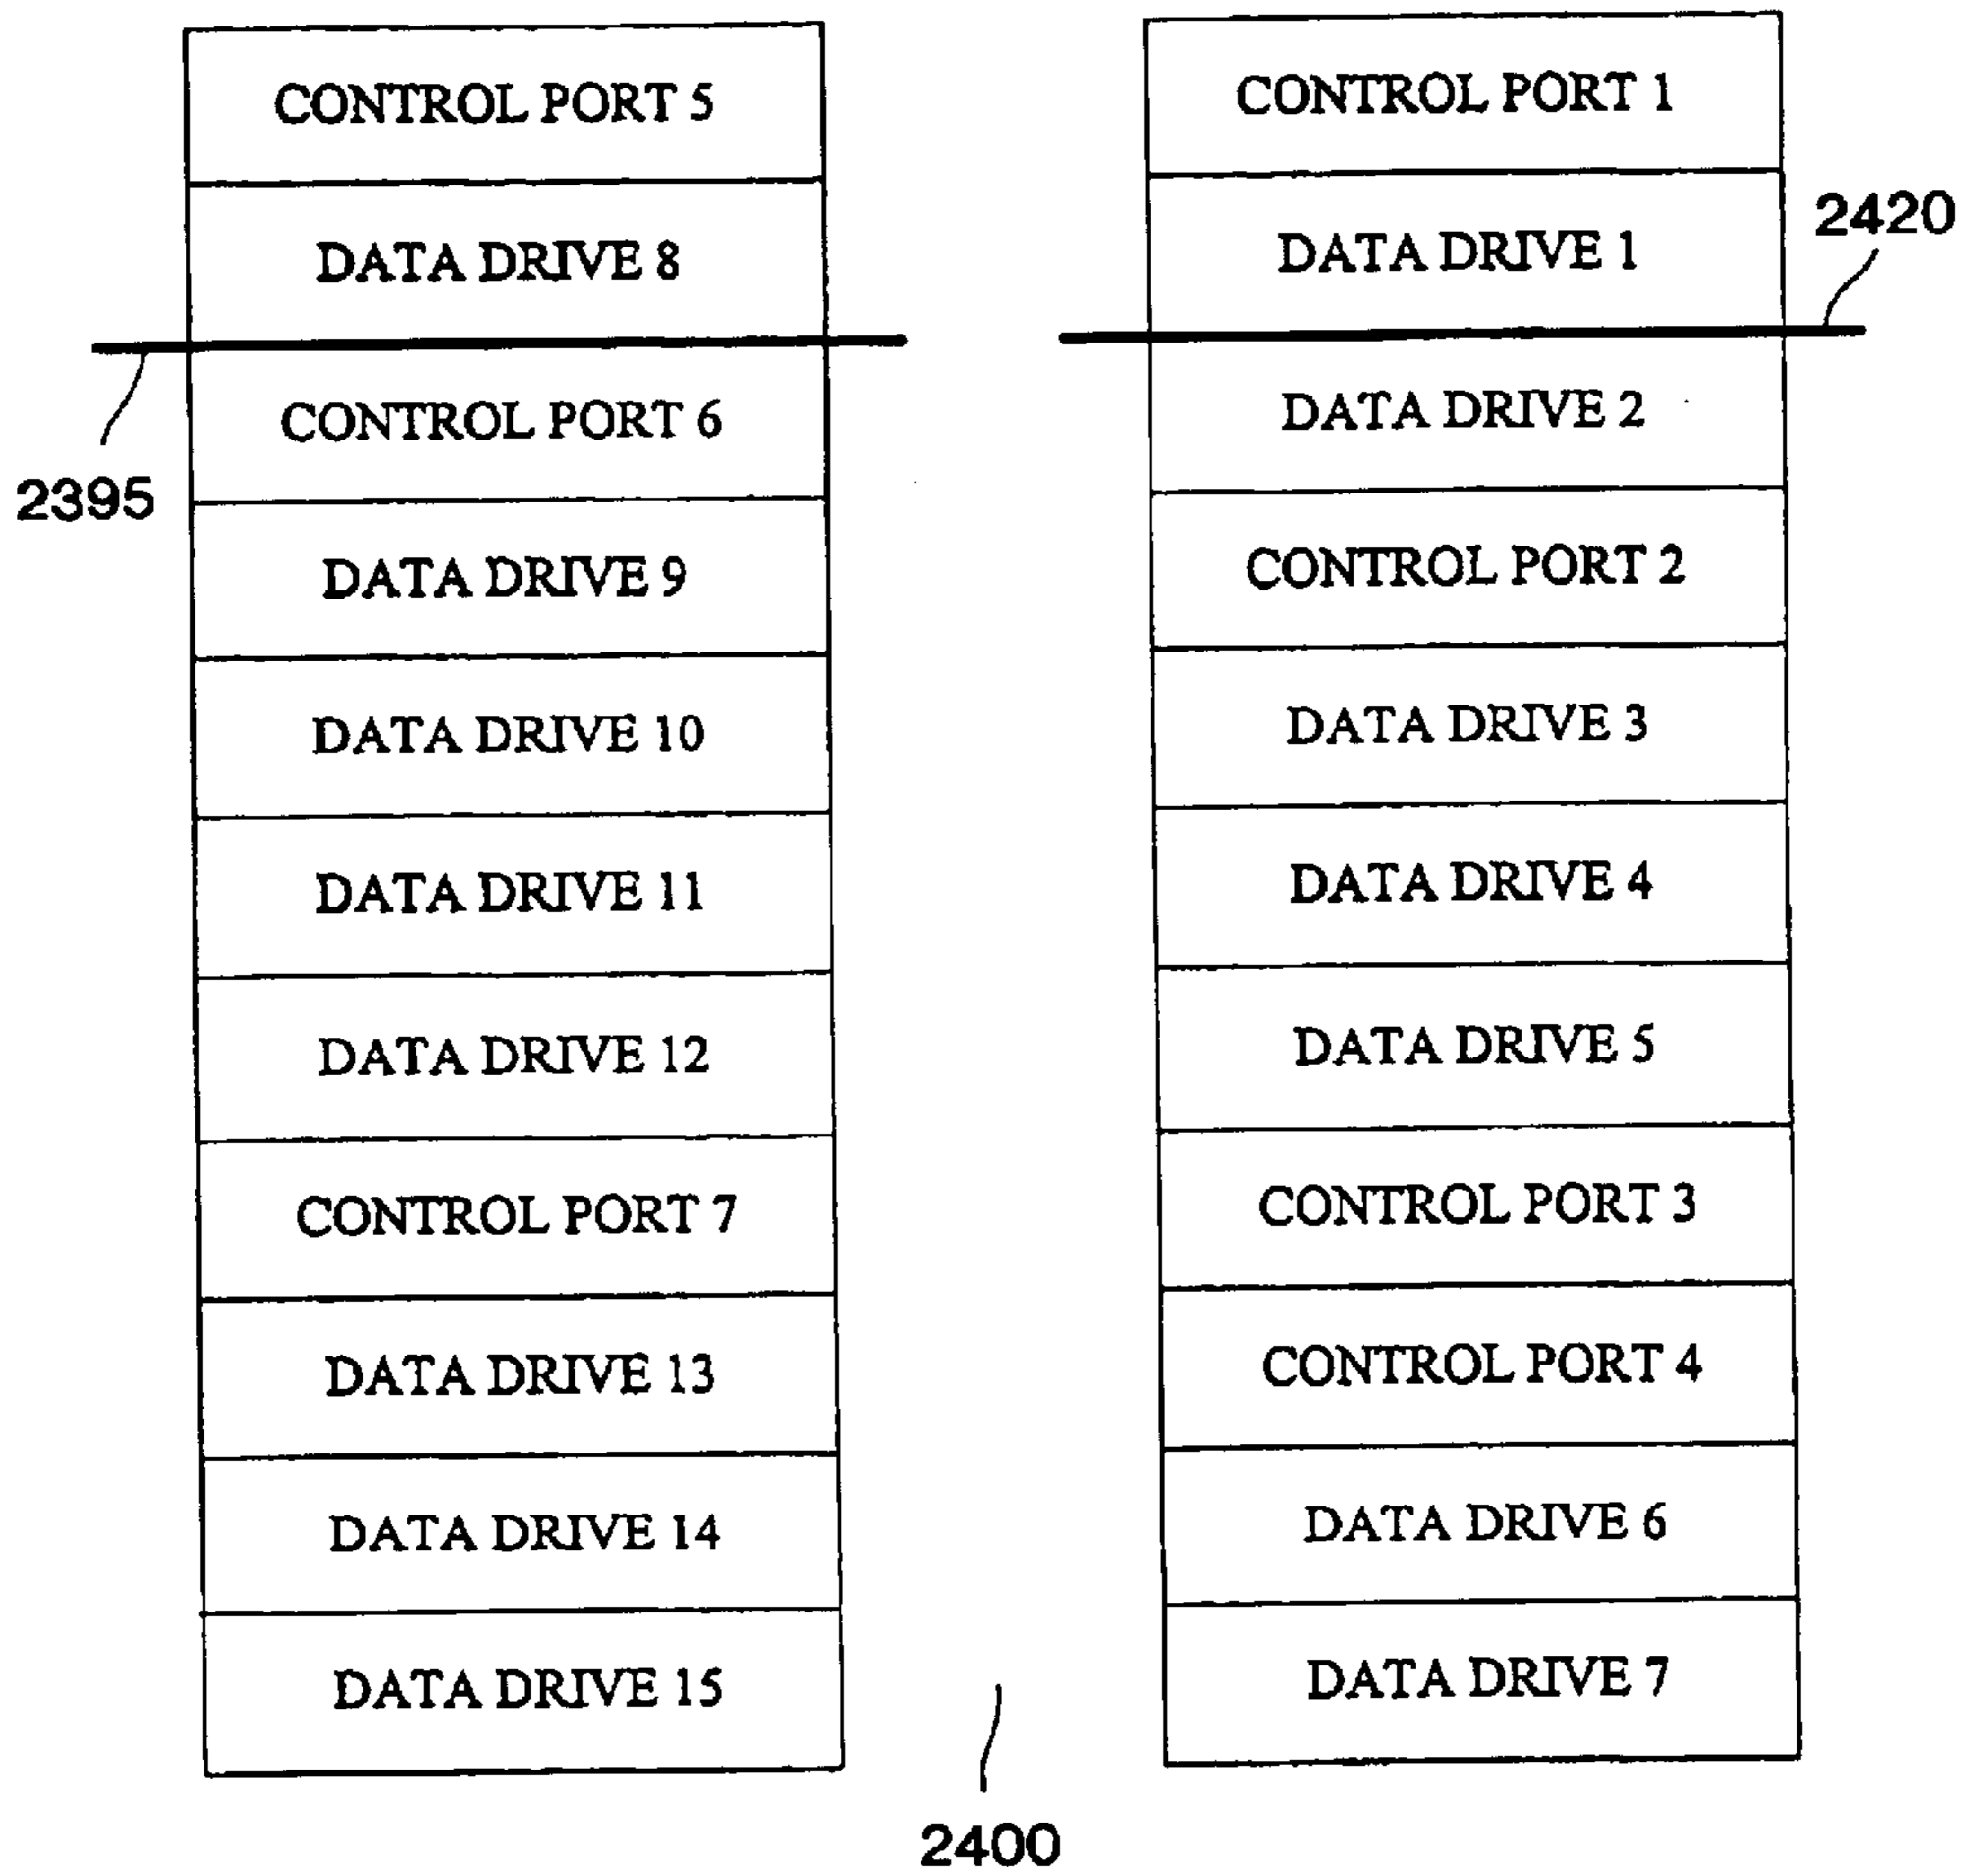 CONTROL PORT 5
DATA DRIVE 8
CONTROL PORT 6
DATA DRIVE 9
DATA DRIVE 10
DATA DRIVE 11
DATA DRIVE 12
CONTROL PORT 7
DATA DRIVE 13
DATA DRIVE 14
DATA DRIVE 15
2395
CONTROL PORT 1
DATA DRIVE 1
DATA DRIVE 2
CONTROL PORT 2
DATA DRIVE 3
DATA DRIVE 4
DATA DRIVE 5
CONTROL PORT 3
CONTROL PORT 4
DATA DRIVE 6
DATA DRIVE 7
2420
2400